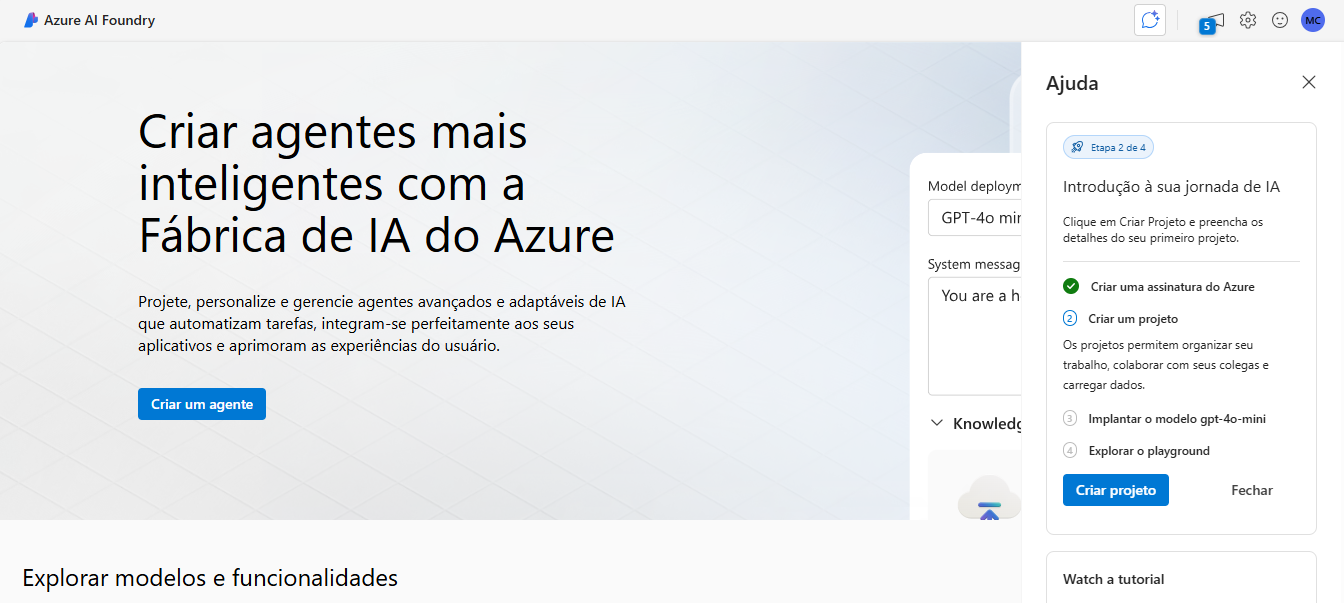 Azure AI Foundry
5
MC
Criar agentes mais
inteligentes com a
Fábrica de IA do Azure
Projete, personalize e gerencie agentes avançados e adaptáveis de IA
que automatizam tarefas, integram-se perfeitamente aos seus
aplicativos e aprimoram as experiências do usuário.
Criar um agente
Model deploym
GPT-4o min
System messag
You are a h
Knowledg
Ajuda
Etapa 2 de 4
Introdução à sua jornada de IA
Clique em Criar Projeto e preencha os
detalhes do seu primeiro projeto.
Criar uma assinatura do Azure
2 Criar um projeto
Os projetos permitem organizar seu
trabalho, colaborar com seus colegas e
carregar dados.
3 Implantar o modelo gpt-4o-mini
4 Explorar o playground
Criar projeto
Fechar
Watch a tutorial
Explorar modelos e funcionalidades